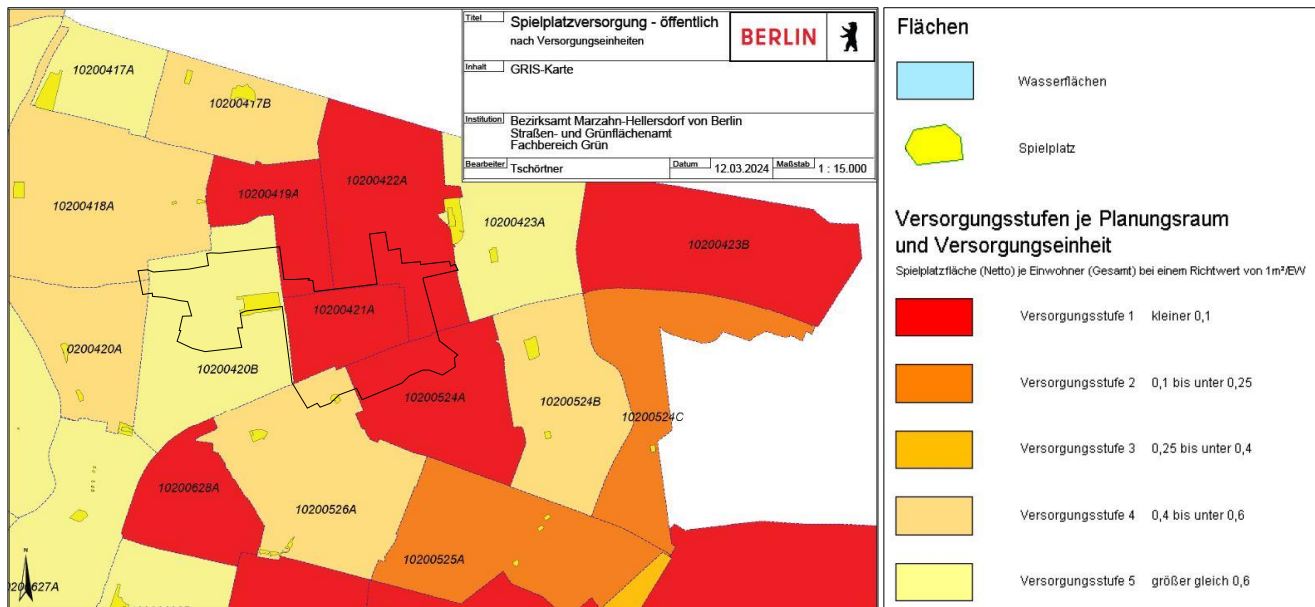 Titel
Spielplatzversorgung - öffentlich
nach Versorgungseinheiten
BERLIN
Inhalt
GRIS-Karte
Institution
Bezirksamt Marzahn-Hellersdorf von Berlin
Straßen- und Grünflächenamt
Fachbereich Grün
Bearbeiter
Tschörtner
Datum
12.03.2024
Maßstab
1 : 15.000
10200417A
10200417B
10200422A
10200419A
10200418A
10200423A
10200423B
10200421A
0200420A
10200420B
10200524A
10200524B
10200524C
10200628A
10200526A
10200525A
0200627A
N
Flächen
Wasserflächen
Spielplatz
Versorgungsstufen je Planungsraum
und Versorgungseinheit
Spielplatzfläche (Netto) je Einwohner (Gesamt) bei einem Richtwert von 1m²/EW
Versorgungsstufe 1 kleiner 0,1
Versorgungsstufe 2 0,1 bis unter 0,25
Versorgungsstufe 3 0,25 bis unter 0,4
Versorgungsstufe 4 0,4 bis unter 0,6
Versorgungsstufe 5 größer gleich 0,6